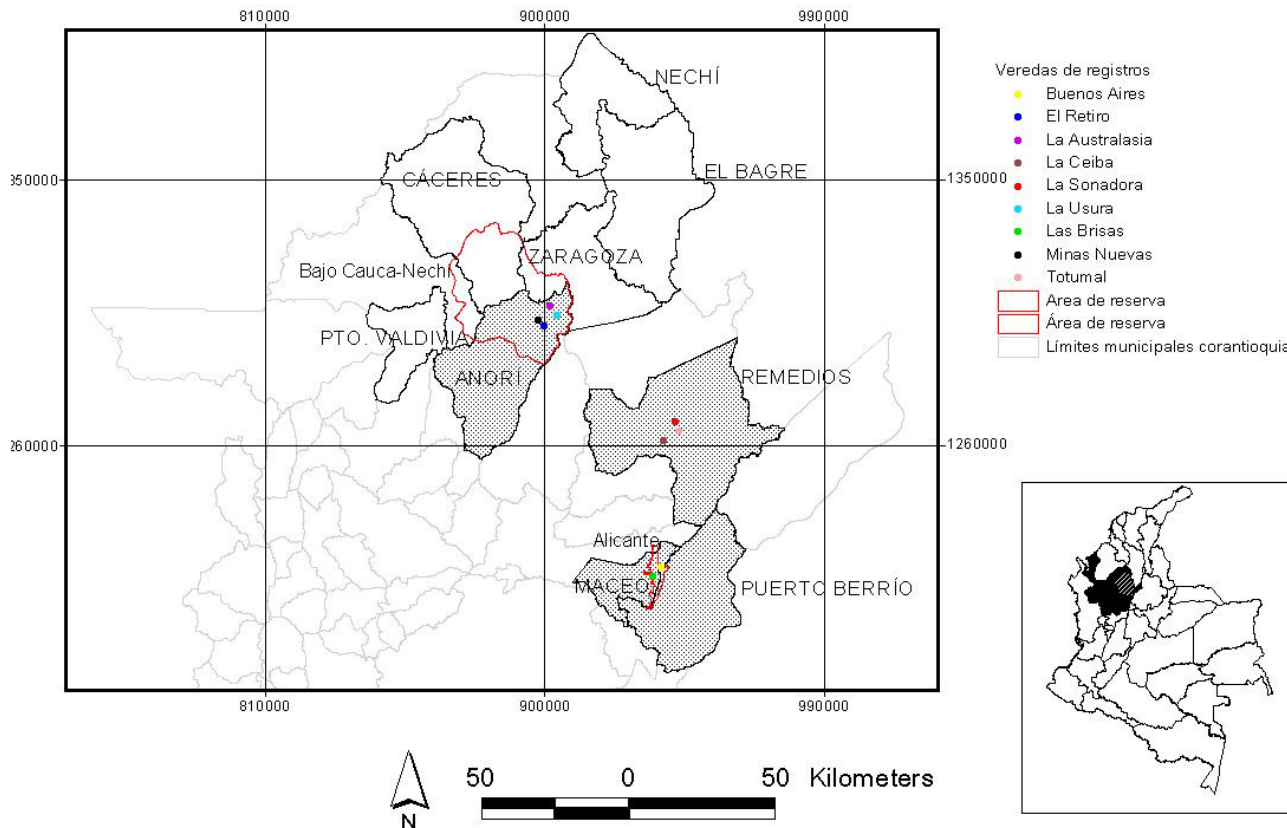 810000 900000 990000
NECHÍ
EL BAGRE
CÁCERES
350000
1350000
ZARAGOZA
Bajo Cauca-Nechí
PTO. VALDIVIA
ANORÍ
REMEDIOS
260000
1260000
Alicante
MACEO
PUERTO BERRÍO
810000 900000 990000
50 0 50 Kilometers
N
Veredas de registros
Buenos Aires
El Retiro
La Australasia
La Ceiba
La Sonadora
La Usura
Las Brisas
Minas Nuevas
Totumal
Area de reserva
Área de reserva
Límites municipales corantioquia